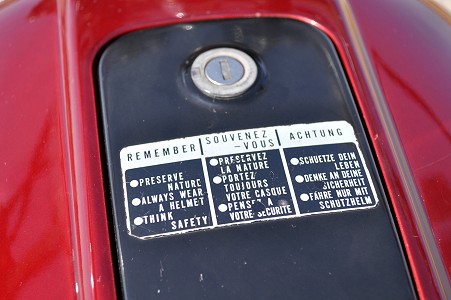 REMEMBER
● PRESERVE
NATURE
● ALWAYS WEAR
A HELMET
● THINK
SAFETY
SOUVENEZ
-VOUS
● PRESERVEZ
LA NATURE
● PORTEZ
TOUJOURS
VOTRE CASQUE
● PENSEZ A
VOTRE SECURITE
ACHTUNG
● SCHUETZE DEIN
LEBEN
● DENKE AN DEINE
SICHERHEIT
● FAHRE NUR MIT
SCHUTZHELM